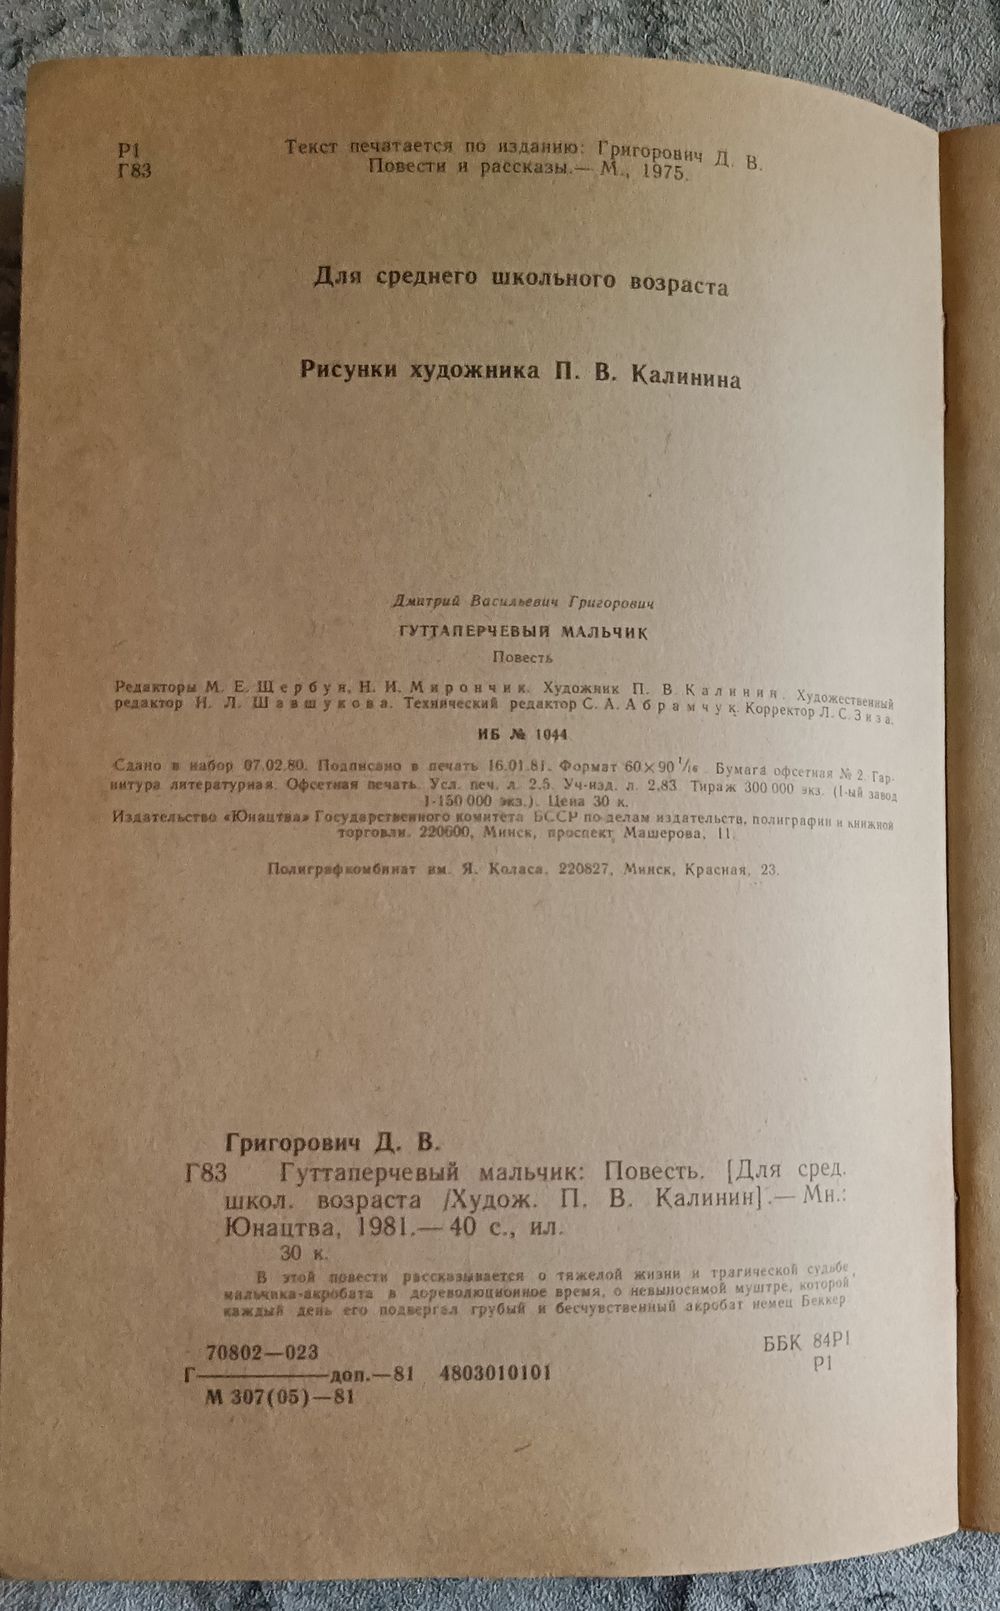 Р1
Г83
Текст печатается по изданию: Григорович Д. В.
Повести и рассказы.— М., 1975.
Для среднего школьного возраста
Рисунки художника П. В. Калинина
Дмитрий Васильевич Григорович
ГУТТАПЕРЧЕВЫЙ МАЛЬЧИК
Повесть
Редакторы М. Е. Щербун, Н. И. Мирончик. Художник П. В. Калинин. Художественный
редактор Н. Л. Шавшукова. Технический редактор С. А. Абрамчук. Корректор Л. С. Зиза.
ИБ № 1044
Сдано в набор 07.02.80. Подписано в печать 16.01.81. Формат 60×90 1/16. Бумага офсетная № 2. Гар-
нитура литературная. Офсетная печать. Усл. печ. л. 2,5. Уч-изд. л. 2,83. Тираж 300 000 экз. (1-ый завод
1-150 000 экз.). Цена 30 к.
Издательство «Юнацтва» Государственного комитета БССР по делам издательств, полиграфии и книжной
торговли. 220600, Минск, проспект Машерова, 11.
Полиграфкомбинат им. Я. Коласа. 220827, Минск, Красная, 23.
Григорович Д. В.
Г83 Гуттаперчевый мальчик: Повесть. [Для сред.
школ. возраста /Худож. П. В. Калинин].— Мн.:
Юнацтва, 1981.— 40 с., ил.
30 к.
В этой повести рассказывается о тяжелой жизни и трагической судьбе
мальчика-акробата в дореволюционное время, о невыносимой муштре, которой
каждый день его подвергал грубый и бесчувственный акробат немец Беккер.
70802—023
Г————доп.—81 4803010101
М 307(05)—81
ББК 84Р1
Р1